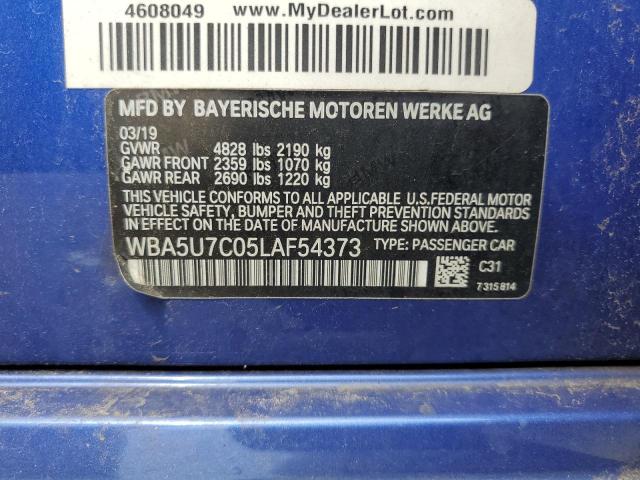 4608049 www.MyDealerLot.com
MFD BY BAYERISCHE MOTOREN WERKE AG
03/19
GVWR 4828 lbs 2190 kg
GAWR FRONT 2359 lbs 1070 kg
GAWR REAR 2690 lbs 1220 kg
THIS VEHICLE CONFORMS TO ALL APPLICABLE U.S.FEDERAL MOTOR
VEHICLE SAFETY, BUMPER AND THEFT PREVENTION STANDARDS
IN EFFECT ON THE DATE OF MANUFACTURE SHOWN ABOVE.
WBA5U7C05LAF54373 TYPE: PASSENGER CAR
C31
7315814